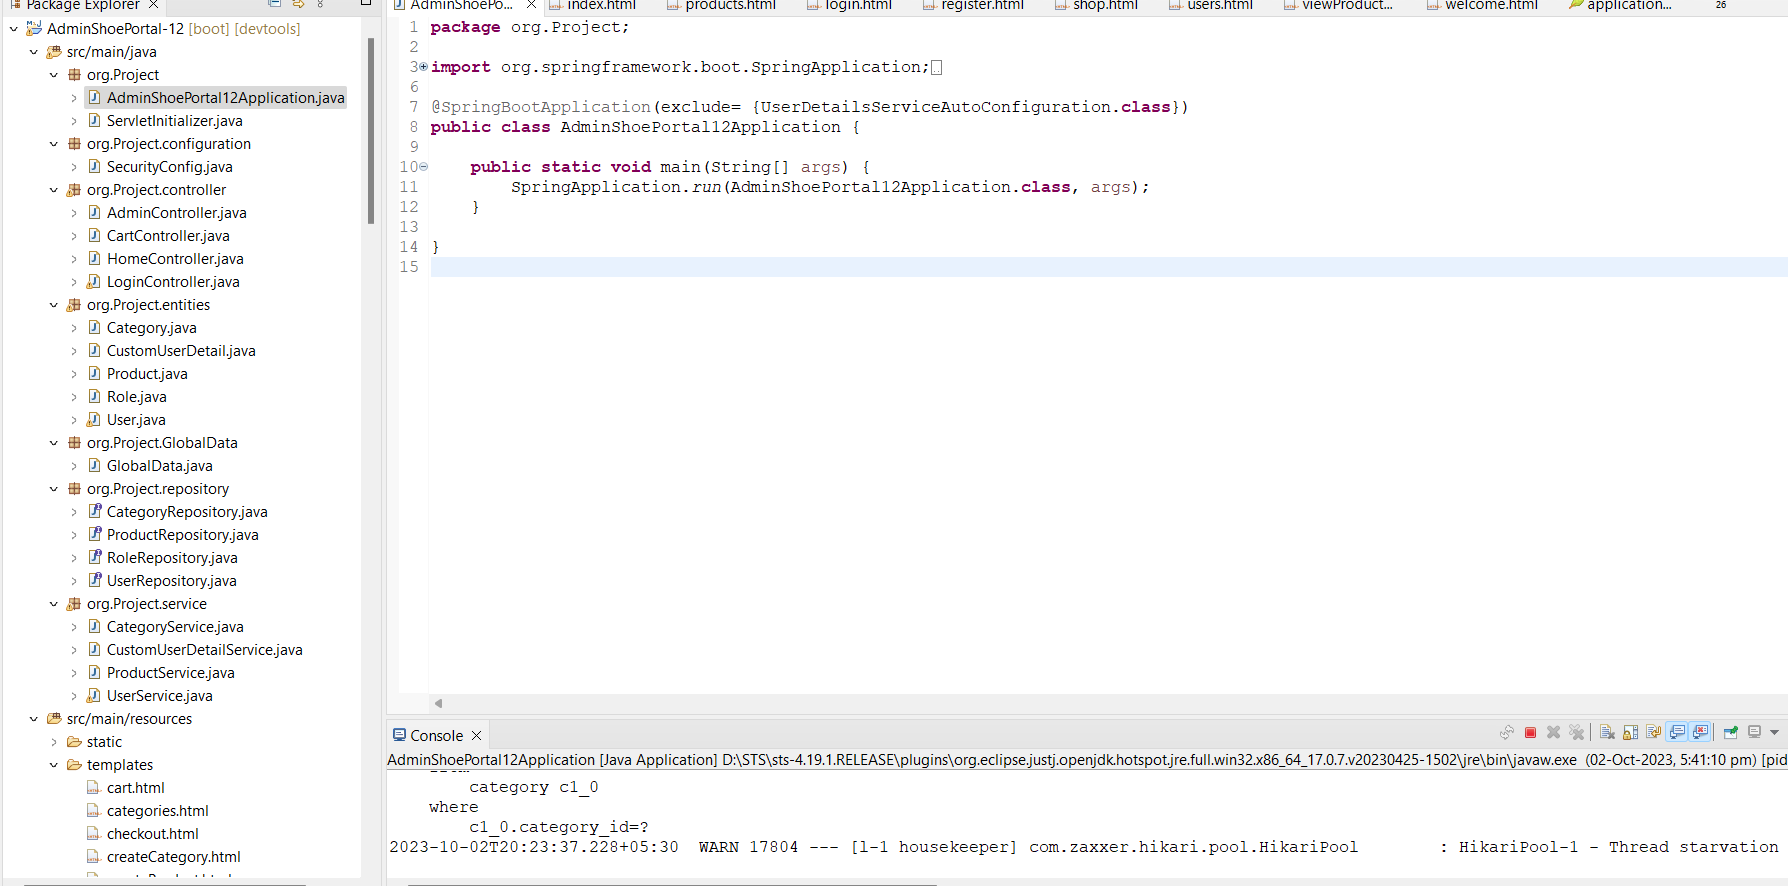 Package Explorer
AdminShoePortal-12 [boot] [devtools]
src/main/java
org.Project
AdminShoePortal12Application.java
ServletInitializer.java
org.Project.configuration
SecurityConfig.java
org.Project.controller
AdminController.java
CartController.java
HomeController.java
LoginController.java
org.Project.entities
Category.java
CustomUserDetail.java
Product.java
Role.java
User.java
org.Project.GlobalData
GlobalData.java
org.Project.repository
CategoryRepository.java
ProductRepository.java
RoleRepository.java
UserRepository.java
org.Project.service
CategoryService.java
CustomUserDetailService.java
ProductService.java
UserService.java
src/main/resources
static
templates
cart.html
categories.html
checkout.html
createCategory.html
AdminShoePo... index.html products.html login.html register.html shop.html users.html viewProduct... welcome.html application... 26
1 package org.Project;
2
3 import org.springframework.boot.SpringApplication;
6
7 @SpringBootApplication(exclude= {UserDetailsServiceAutoConfiguration.class})
8 public class AdminShoePortal12Application {
9
10 public static void main(String[] args) {
11 SpringApplication.run(AdminShoePortal12Application.class, args);
12 }
13
14 }
15
Console
AdminShoePortal12Application [Java Application] D:\STS\sts-4.19.1.RELEASE\plugins\org.eclipse.justj.openjdk.hotspot.jre.full.win32.x86_64_17.0.7.v20230425-1502\jre\bin\javaw.exe (02-Oct-2023, 5:41:10 pm) [pid
category c1_0
where
c1_0.category_id=?
2023-10-02T20:23:37.228+05:30 WARN 17804 --- [l-1 housekeeper] com.zaxxer.hikari.pool.HikariPool : HikariPool-1 - Thread starvation